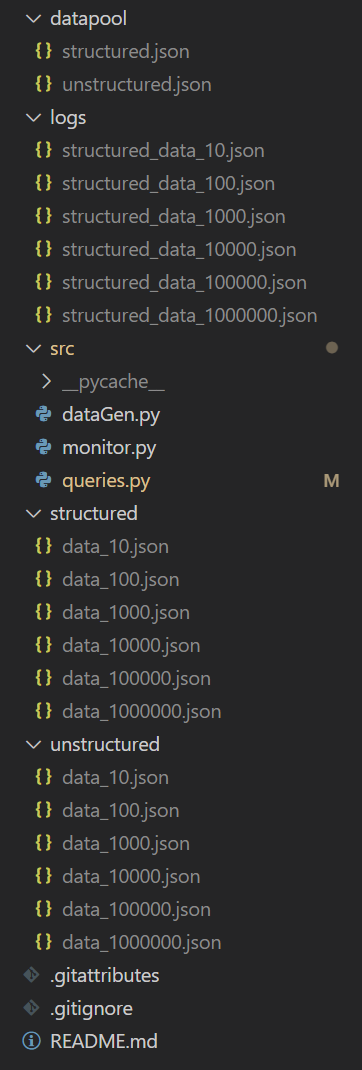 datapool
{} structured.json
{} unstructured.json
logs
{} structured_data_10.json
{} structured_data_100.json
{} structured_data_1000.json
{} structured_data_10000.json
{} structured_data_100000.json
{} structured_data_1000000.json
src
__pycache__
dataGen.py
monitor.py
queries.py M
structured
{} data_10.json
{} data_100.json
{} data_1000.json
{} data_10000.json
{} data_100000.json
{} data_1000000.json
unstructured
{} data_10.json
{} data_100.json
{} data_1000.json
{} data_10000.json
{} data_100000.json
{} data_1000000.json
.gitattributes
.gitignore
README.md